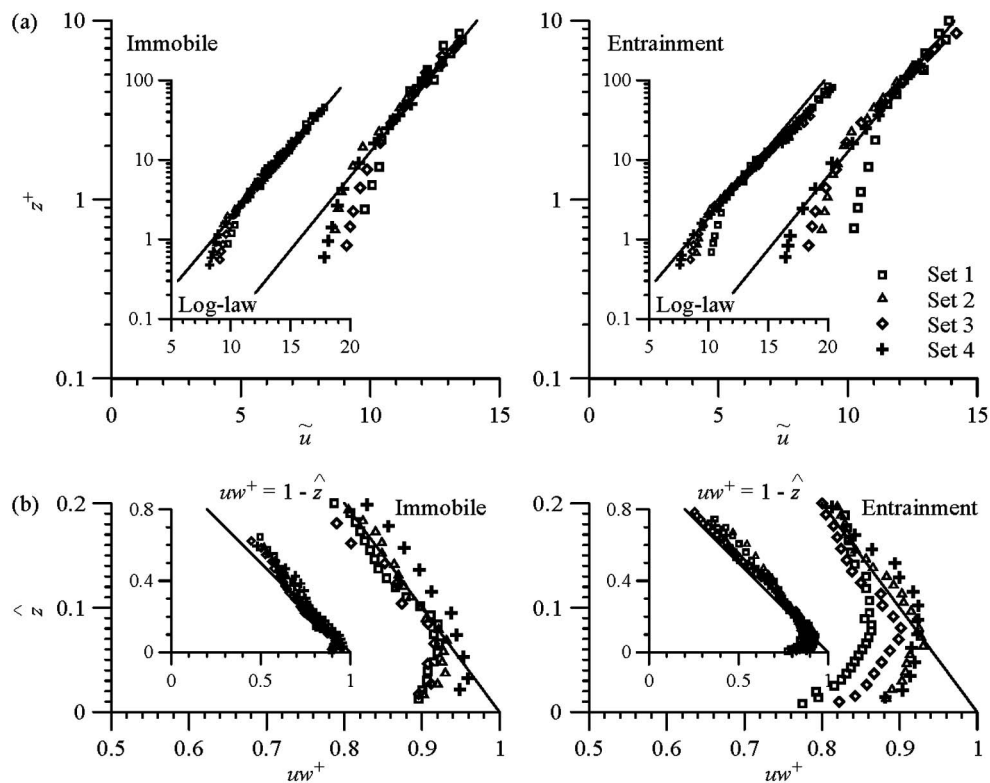 (a)
10
1
0.1
z⁺
Immobile
100
10
1
0.1
Log-law
5 10 15 20
0 5 10 15
ũ
10
1
0.1
Entrainment
100
10
1
0.1
Log-law
5 10 15 20
0 5 10 15
ũ
Set 1
Set 2
Set 3
Set 4
(b)
0.2
0.1
0
ẑ
uw⁺ = 1 - ẑ
Immobile
0.8
0.4
0
0.5 1
0.5 0.6 0.7 0.8 0.9 1
uw⁺
0.2
0.1
0
uw⁺ = 1 - ẑ
Entrainment
0.8
0.4
0
0.5 1
0.5 0.6 0.7 0.8 0.9 1
uw⁺